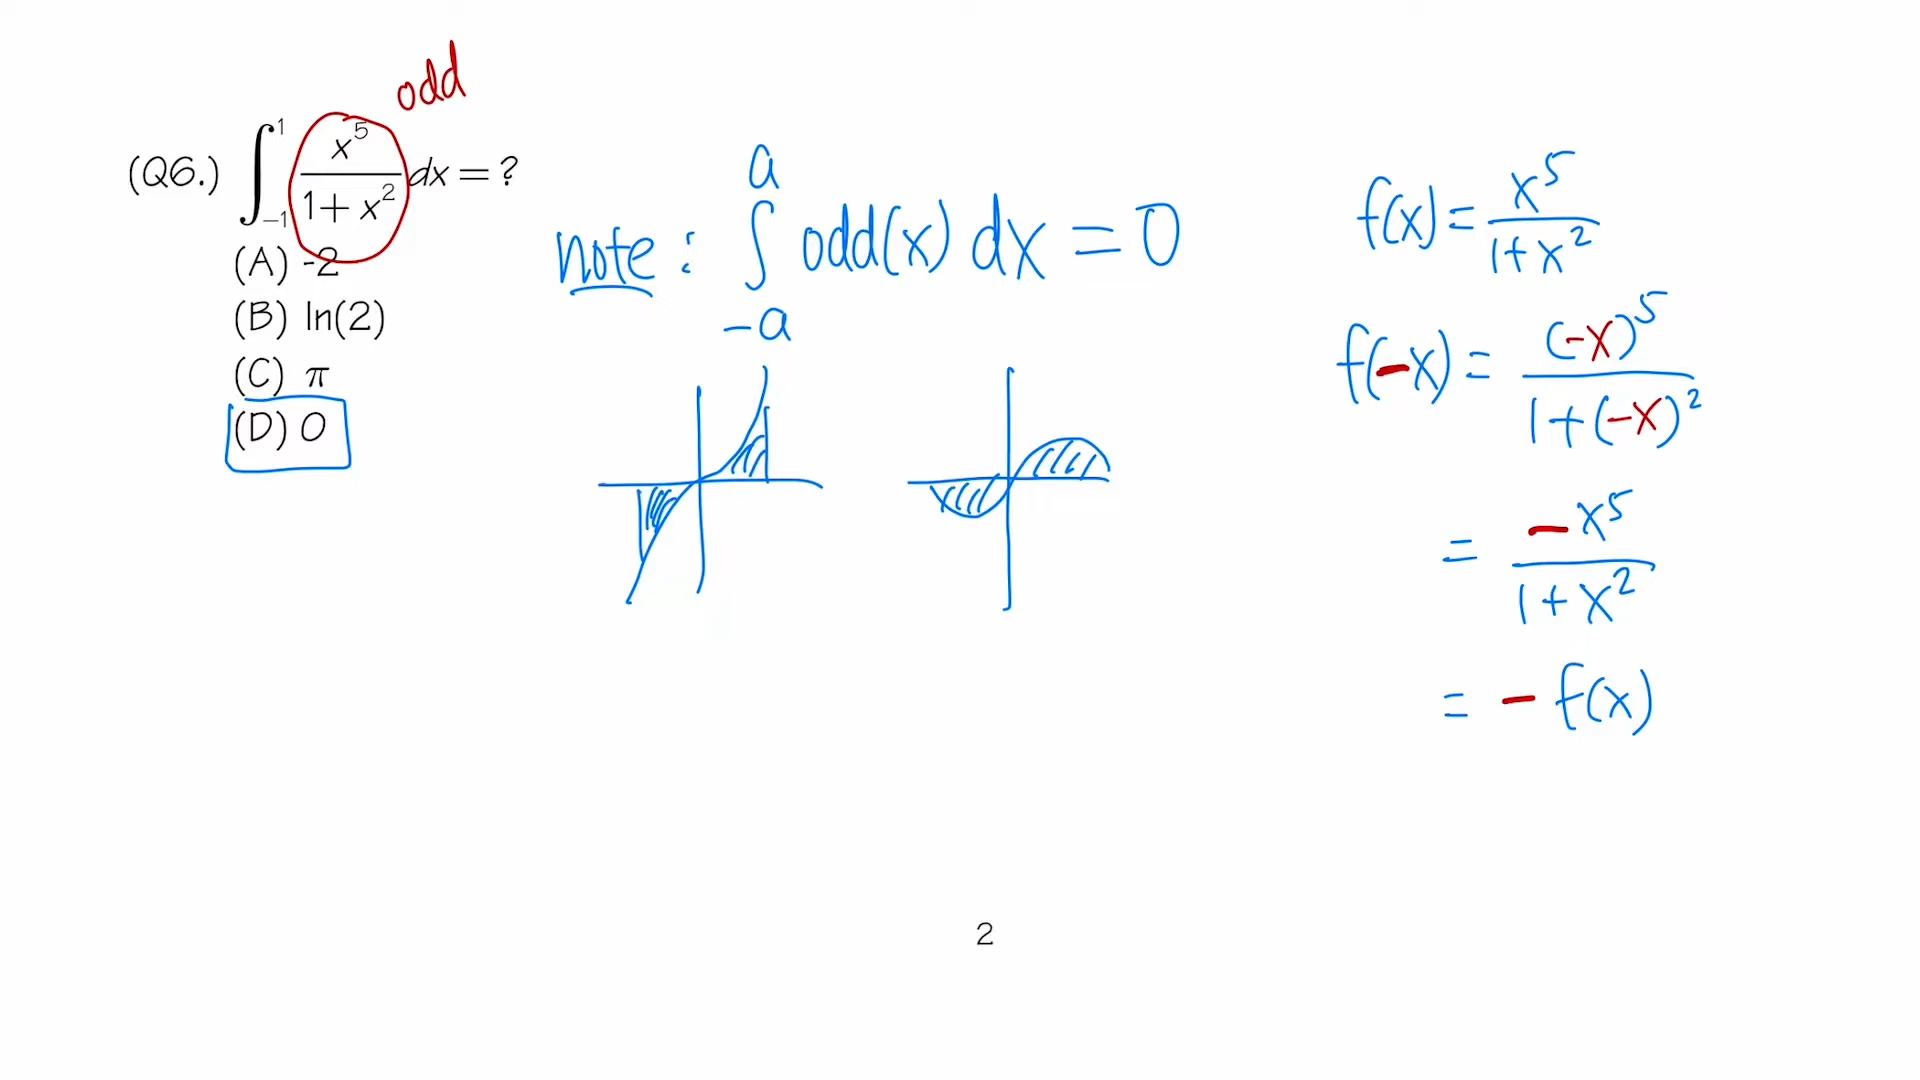 odd
(Q6.) ∫_{-1}^{1} x^5/(1+x^2) dx = ?
(A) -2
(B) ln(2)
(C) π
(D) 0
note: ∫_{-a}^{a} odd(x) dx = 0
f(x) = x^5/(1+x^2)
f(-x) = (-x)^5/(1+(-x)^2)
= -x^5/(1+x^2)
= - f(x)
2